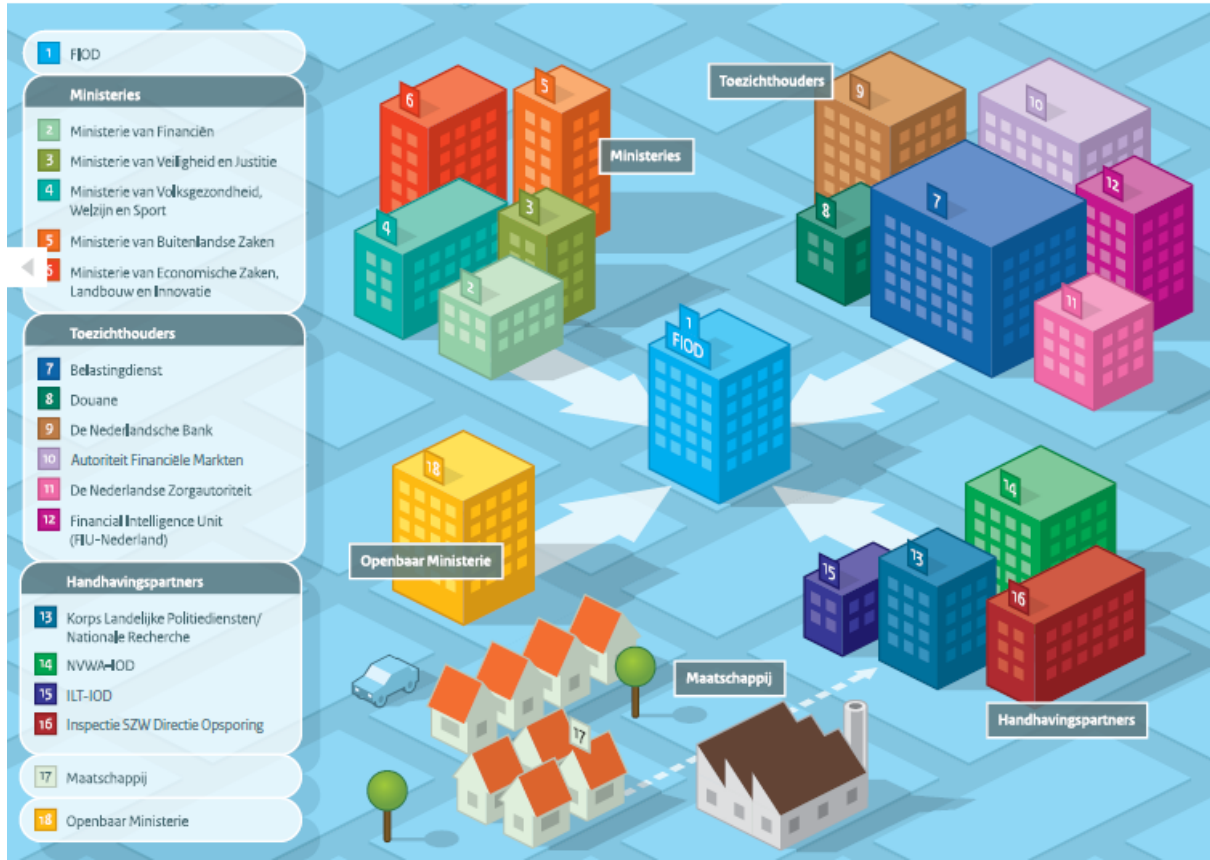 1 FIOD
Ministeries
2 Ministerie van Financiën
3 Ministerie van Veiligheid en Justitie
4 Ministerie van Volksgezondheid,
Welzijn en Sport
5 Ministerie van Buitenlandse Zaken
6 Ministerie van Economische Zaken,
Landbouw en Innovatie
Toezichthouders
7 Belastingdienst
8 Douane
9 De Nederlandsche Bank
10 Autoriteit Financiële Markten
11 De Nederlandse Zorgautoriteit
12 Financial Intelligence Unit
(FIU-Nederland)
Handhavingspartners
13 Korps Landelijke Politiediensten/
Nationale Recherche
14 NVWA-IOD
15 ILT-IOD
16 Inspectie SZW Directie Opsporing
17 Maatschappij
18 Openbaar Ministerie
6
5
Ministeries
4
3
2
Toezichthouders
9
10
8
7
12
11
1
FIOD
18
Openbaar Ministerie
14
15
13
16
Handhavingspartners
Maatschappij
17